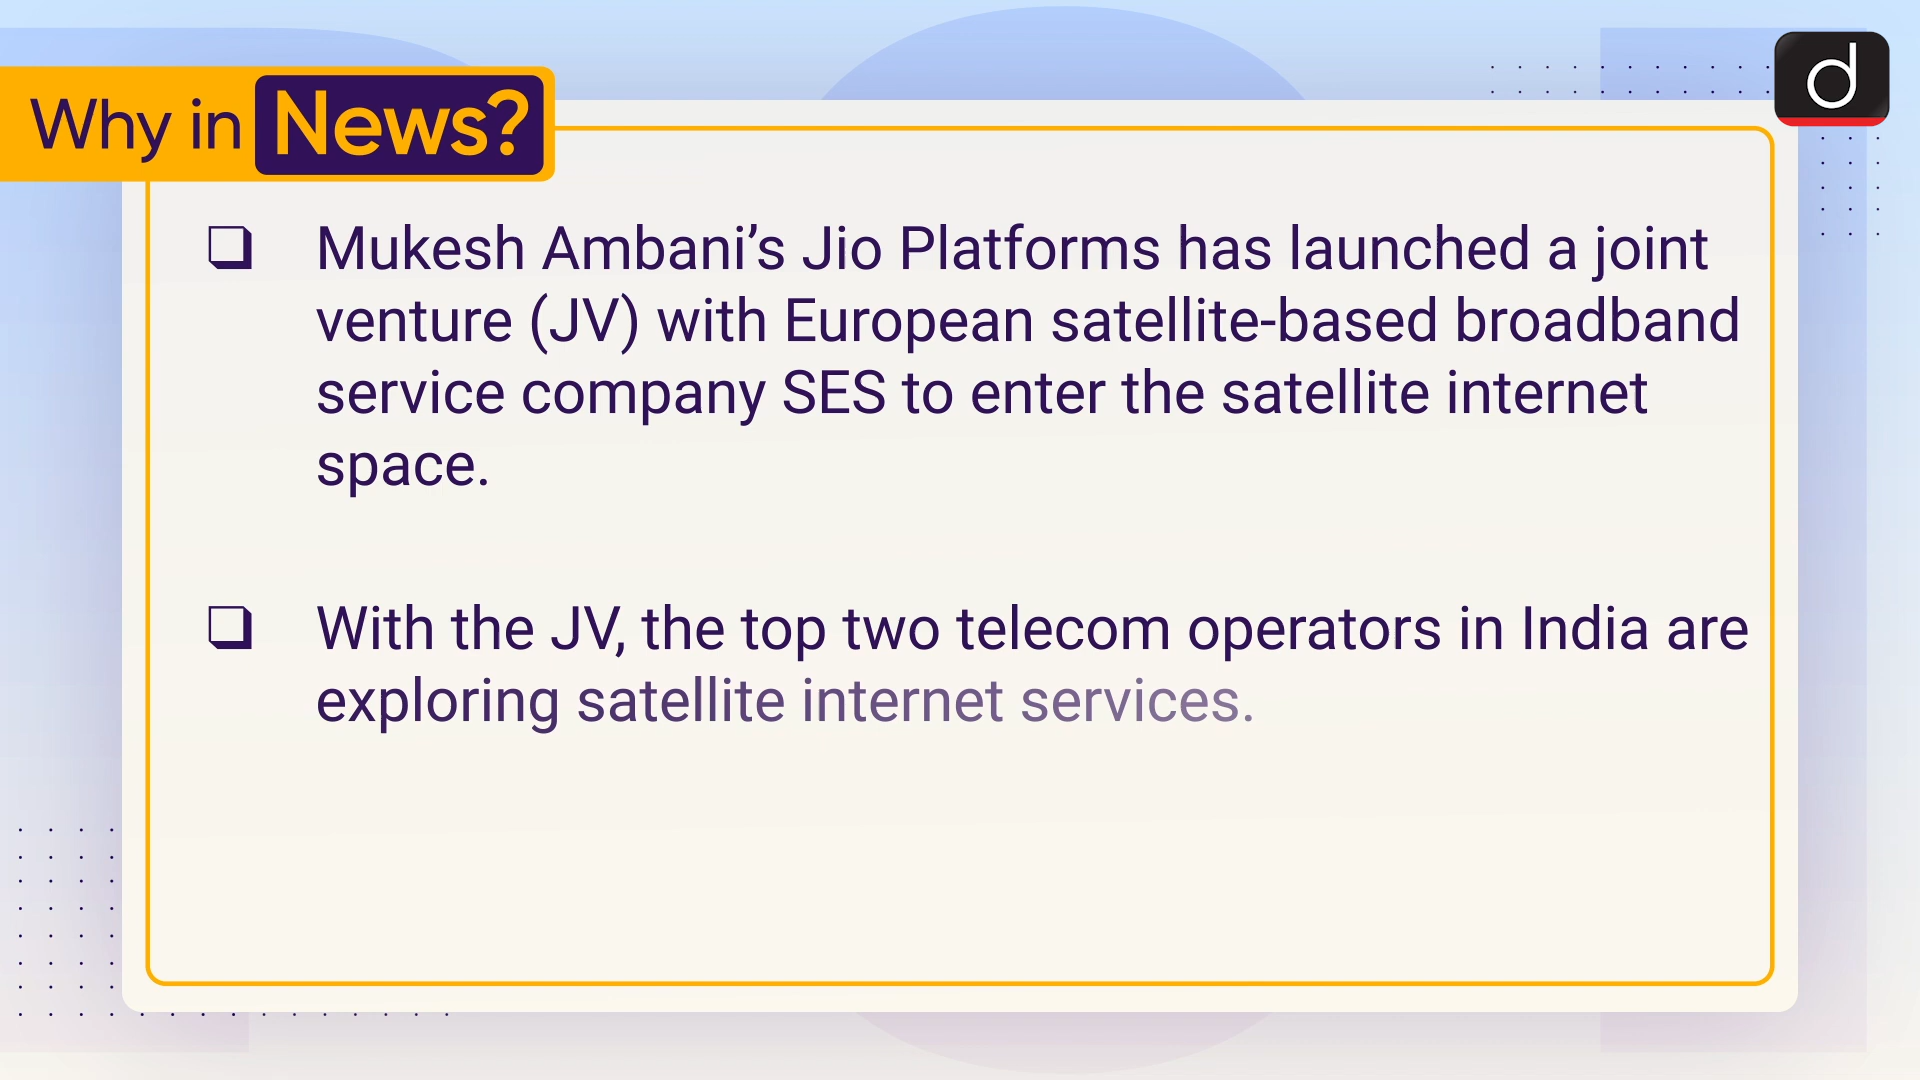 Why in News?
Mukesh Ambani’s Jio Platforms has launched a joint
venture (JV) with European satellite-based broadband
service company SES to enter the satellite internet
space.
With the JV, the top two telecom operators in India are
exploring satellite internet services.
d